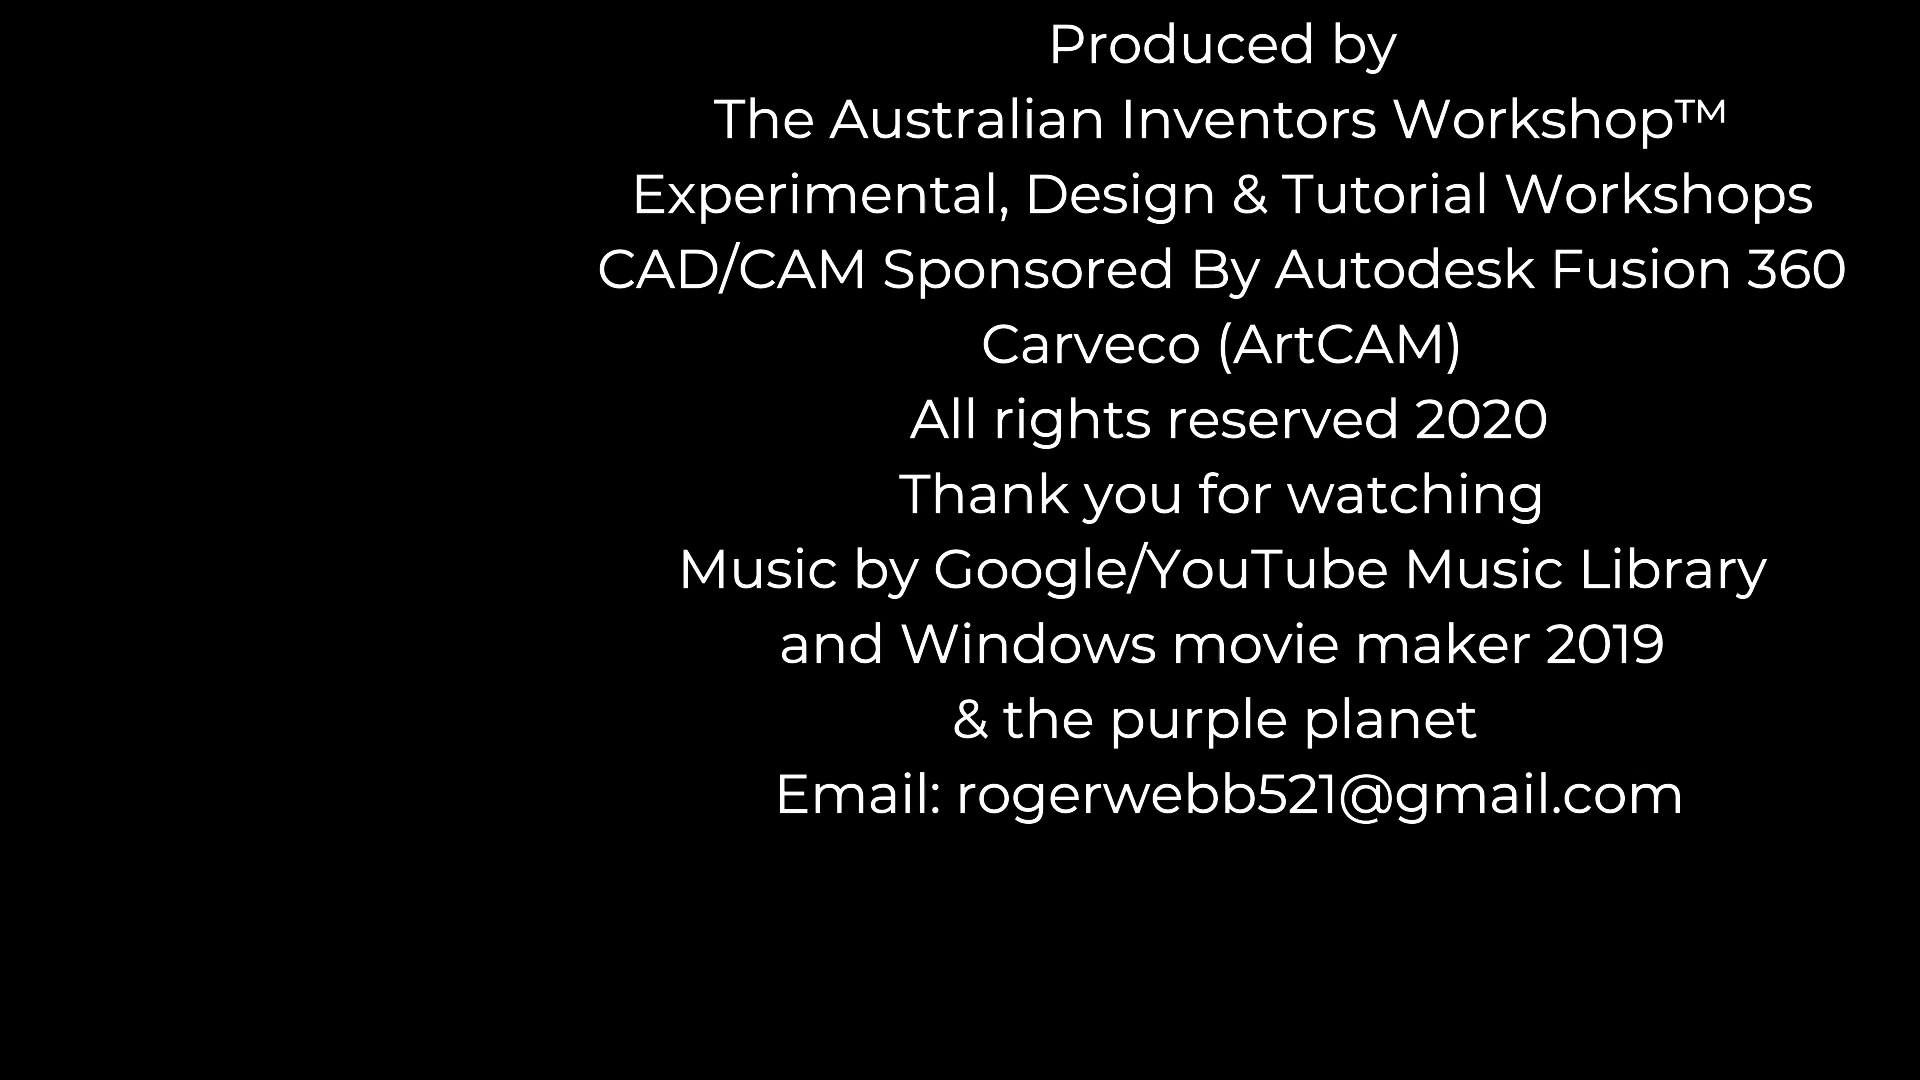 Produced by
The Australian Inventors Workshop™
Experimental, Design & Tutorial Workshops
CAD/CAM Sponsored By Autodesk Fusion 360
Carveco (ArtCAM)
All rights reserved 2020
Thank you for watching
Music by Google/YouTube Music Library
and Windows movie maker 2019
& the purple planet
Email: rogerwebb521@gmail.com